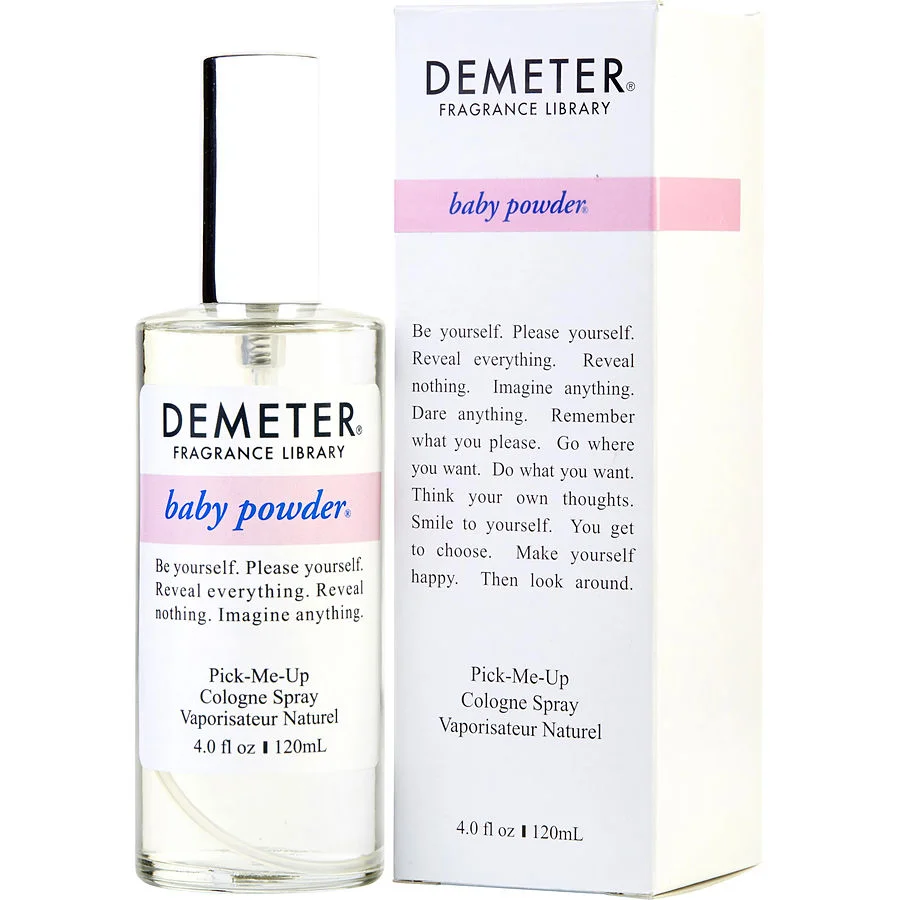 DEMETER®
FRAGRANCE LIBRARY
baby powder®
Be yourself. Please yourself.
Reveal everything. Reveal
nothing. Imagine anything.
Pick-Me-Up
Cologne Spray
Vaporisateur Naturel
4.0 fl oz ❙ 120mL
DEMETER®
FRAGRANCE LIBRARY
baby powder®
Be yourself. Please yourself.
Reveal everything. Reveal
nothing. Imagine anything.
Dare anything. Remember
what you please. Go where
you want. Do what you want.
Think your own thoughts.
Smile to yourself. You get
to choose. Make yourself
happy. Then look around.
Pick-Me-Up
Cologne Spray
Vaporisateur Naturel
4.0 fl oz ❙ 120mL